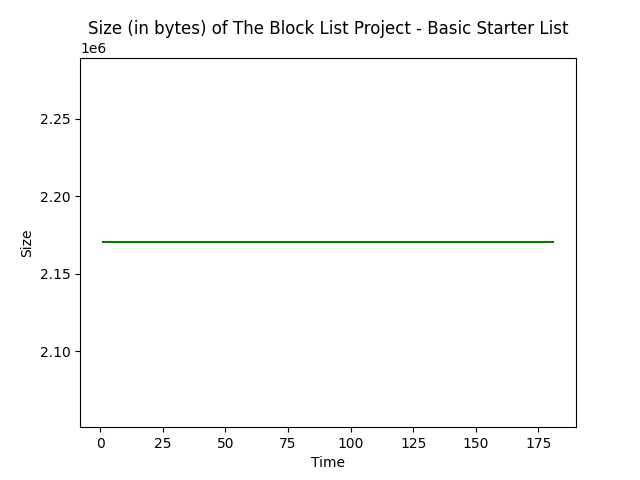 Size (in bytes) of The Block List Project - Basic Starter List
1e6
2.25
2.20
2.15
2.10
Size
0 25 50 75 100 125 150 175
Time